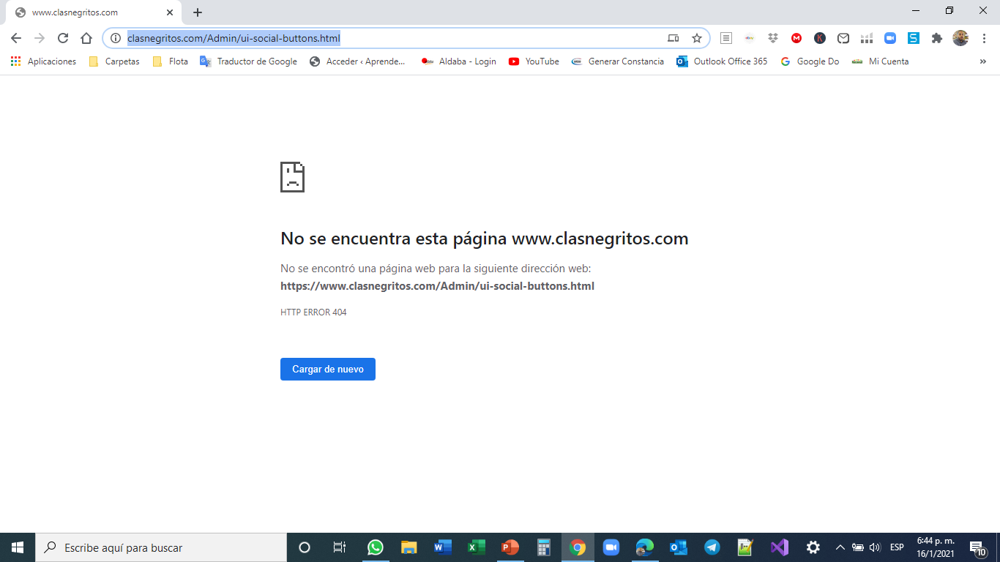 www.clasnegritos.com
clasnegritos.com/Admin/ui-social-buttons.html
Aplicaciones Carpetas Flota Traductor de Google Acceder ‹ Aprende... Aldaba - Login YouTube Generar Constancia Outlook Office 365 Google Do Mi Cuenta »
No se encuentra esta página www.clasnegritos.com
No se encontró una página web para la siguiente dirección web:
https://www.clasnegritos.com/Admin/ui-social-buttons.html
HTTP ERROR 404
Cargar de nuevo
Escribe aquí para buscar
ESP
6:44 p. m.
16/1/2021
10